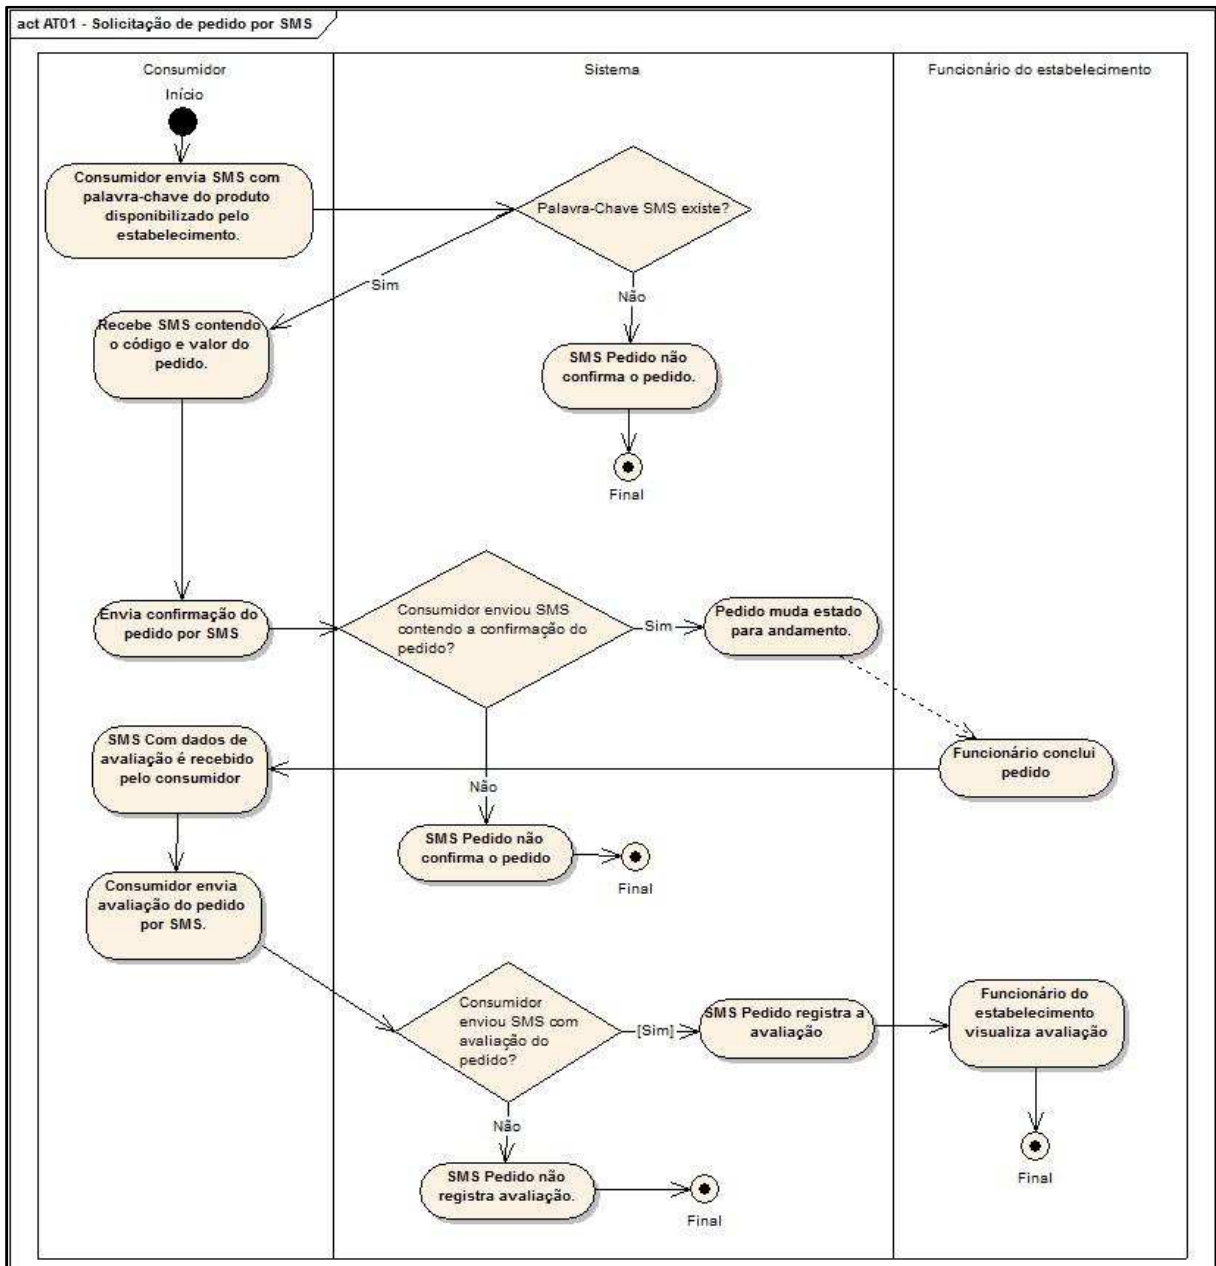 act AT01 - Solicitação de pedido por SMS
Consumidor
Sistema
Funcionário do estabelecimento
Início
Consumidor envia SMS com
palavra-chave do produto
disponibilizado pelo
estabelecimento.
Palavra-Chave SMS existe?
Sim
Não
Recebe SMS contendo
o código e valor do
pedido.
SMS Pedido não
confirma o pedido.
Final
Envia confirmação do
pedido por SMS
Consumidor enviou SMS
contendo a confirmação do
pedido?
Sim
Pedido muda estado
para andamento.
SMS Com dados de
avaliação é recebido
pelo consumidor
Funcionário conclui
pedido
Não
SMS Pedido não
confirma o pedido
Final
Consumidor envia
avaliação do pedido
por SMS.
Consumidor
enviou SMS com
avaliação do
pedido?
[Sim]
SMS Pedido registra a
avaliação
Funcionário do
estabelecimento
visualiza avaliação
Não
Final
SMS Pedido não
registra avaliação.
Final